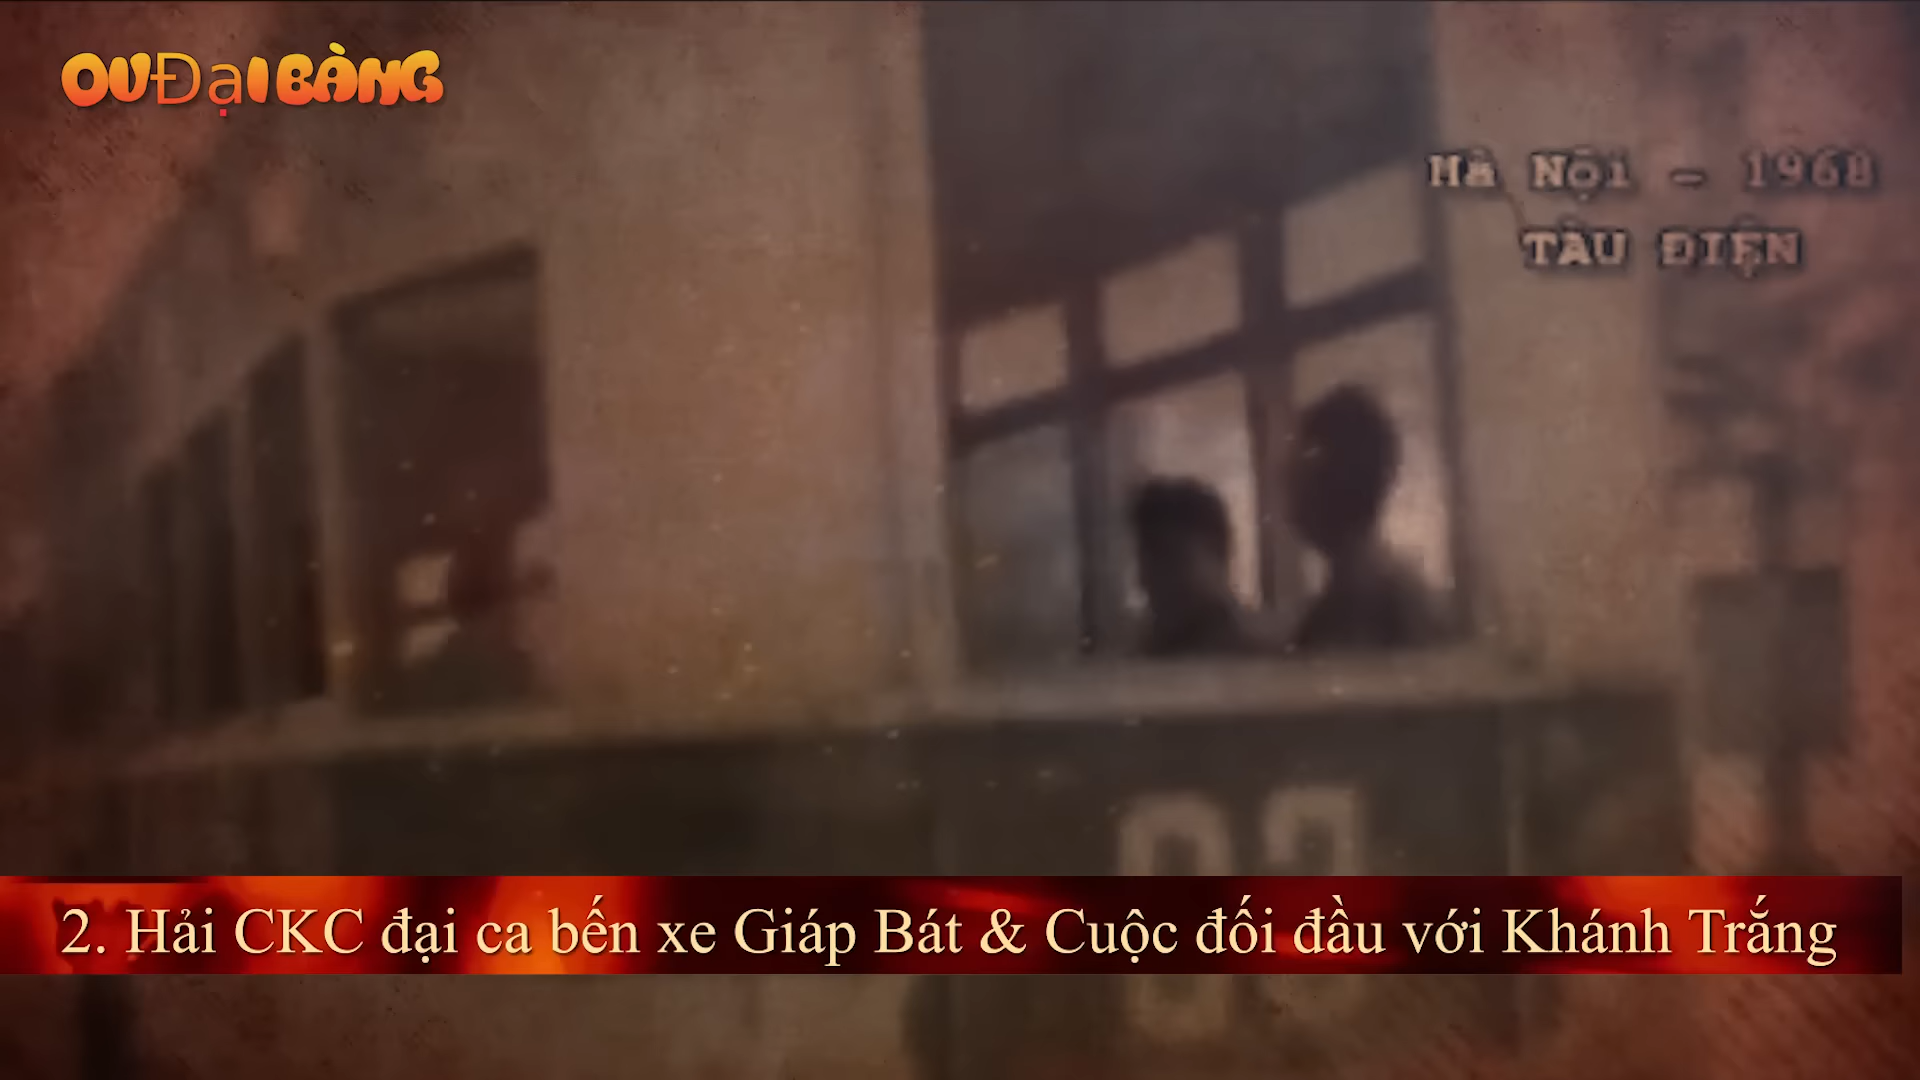 OUĐẠI BÀNG
Hà Nội - 1968
TÀU ĐIỆN
2. Hải CKC đại ca bến xe Giáp Bát & Cuộc đối đầu với Khánh Trắng